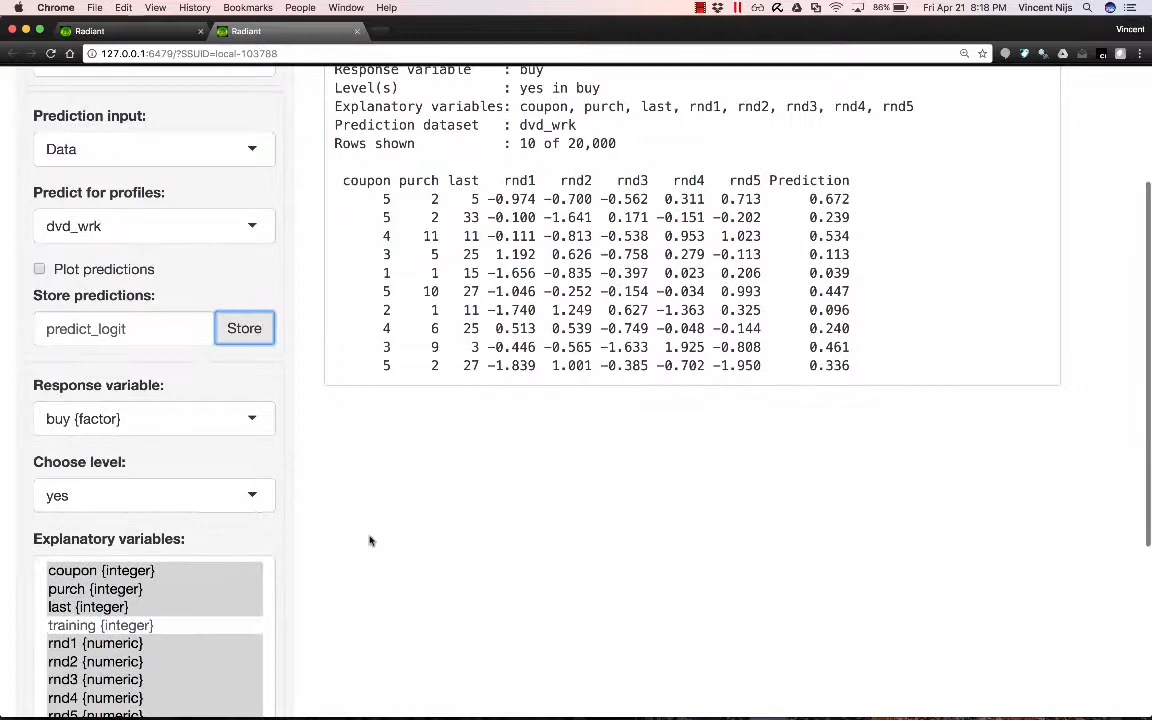 Chrome File Edit View History Bookmarks People Window Help 86% Fri Apr 21 8:18 PM Vincent Nijs
Radiant × Radiant × Vincent
127.0.0.1:6479/?SSUID=local-103788
Response variable : buy
Level(s) : yes in buy
Explanatory variables: coupon, purch, last, rnd1, rnd2, rnd3, rnd4, rnd5
Prediction dataset : dvd_wrk
Rows shown : 10 of 20,000
coupon purch last rnd1 rnd2 rnd3 rnd4 rnd5 Prediction
5 2 5 -0.974 -0.700 -0.562 0.311 0.713 0.672
5 2 33 -0.100 -1.641 0.171 -0.151 -0.202 0.239
4 11 11 -0.111 -0.813 -0.538 0.953 1.023 0.534
3 5 25 1.192 0.626 -0.758 0.279 -0.113 0.113
1 1 15 -1.656 -0.835 -0.397 0.023 0.206 0.039
5 10 27 -1.046 -0.252 -0.154 -0.034 0.993 0.447
2 1 11 -1.740 1.249 0.627 -1.363 0.325 0.096
4 6 25 0.513 0.539 -0.749 -0.048 -0.144 0.240
3 9 3 -0.446 -0.565 -1.633 1.925 -0.808 0.461
5 2 27 -1.839 1.001 -0.385 -0.702 -1.950 0.336
Prediction input:
Data
Predict for profiles:
dvd_wrk
Plot predictions
Store predictions:
predict_logit Store
Response variable:
buy {factor}
Choose level:
yes
Explanatory variables:
coupon {integer}
purch {integer}
last {integer}
training {integer}
rnd1 {numeric}
rnd2 {numeric}
rnd3 {numeric}
rnd4 {numeric}
rnd5 {numeric}